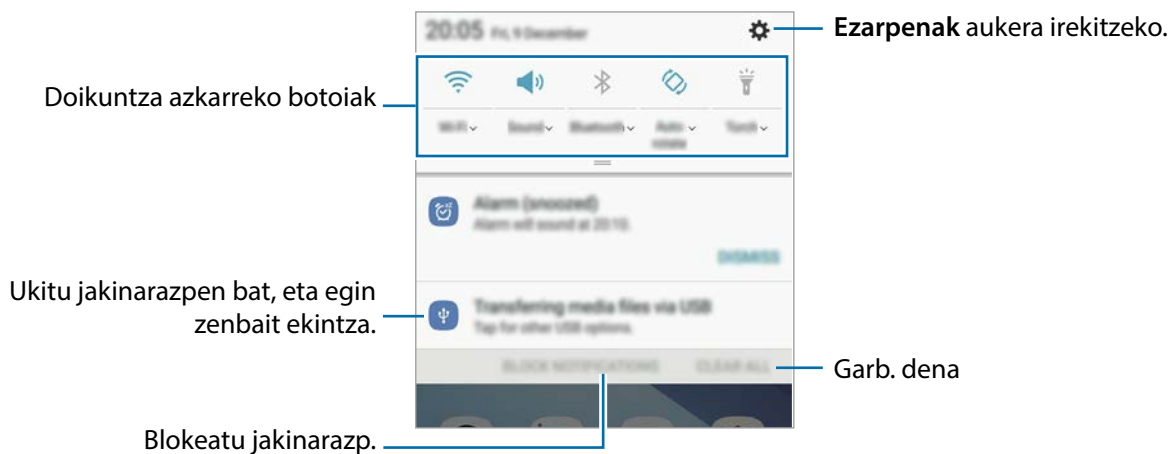 20:05 Fri, 9 December
Ezarpenak aukera irekitzeko.
Doikuntza azkarreko botoiak
Wi-Fi
Sound
Bluetooth
Auto
rotate
Torch
Alarm (snoozed)
Alarm will sound at 20:10.
DISMISS
Ukitu jakinarazpen bat, eta egin
zenbait ekintza.
Transferring media files via USB
Tap for other USB options.
BLOCK NOTIFICATIONS
CLEAR ALL
Garb. dena
Blokeatu jakinarazp.